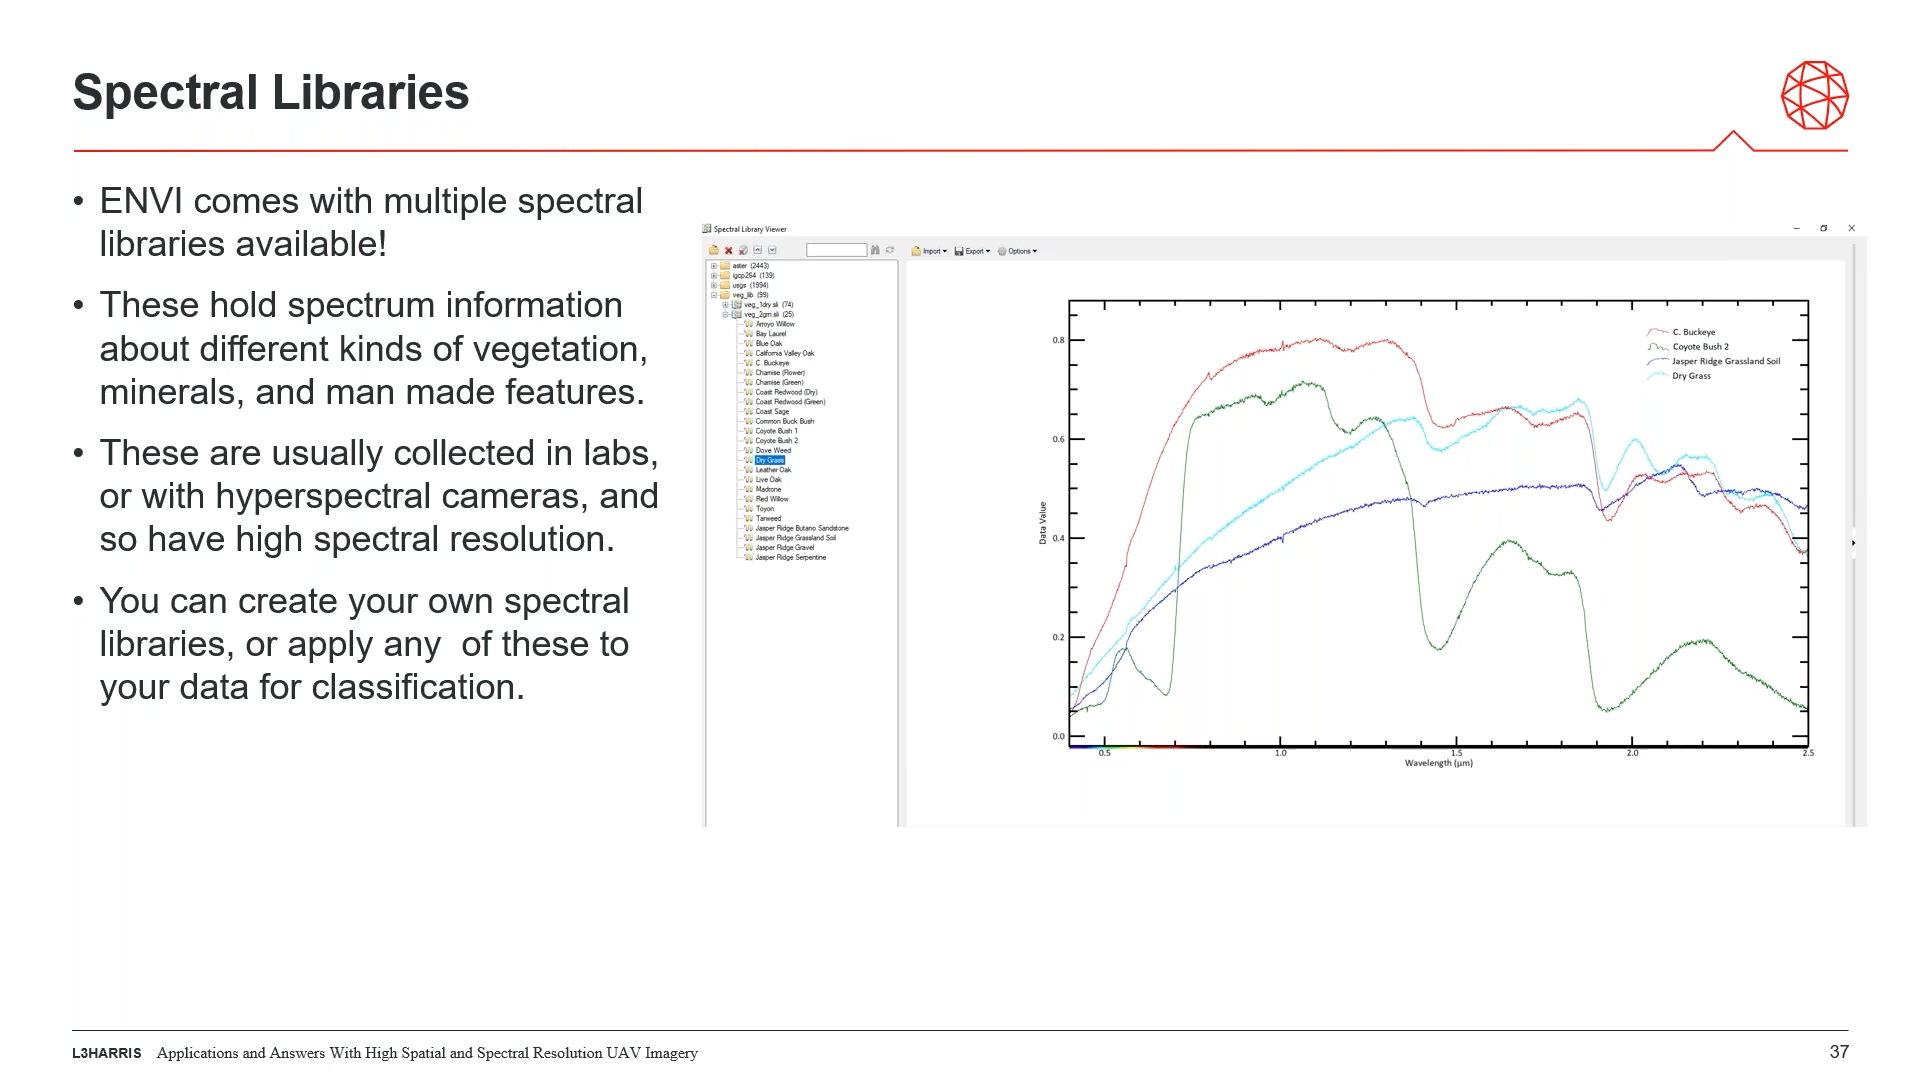 Spectral Libraries
• ENVI comes with multiple spectral
libraries available!
• These hold spectrum information
about different kinds of vegetation,
minerals, and man made features.
• These are usually collected in labs,
or with hyperspectral cameras, and
so have high spectral resolution.
• You can create your own spectral
libraries, or apply any  of these to
your data for classification.
Spectral Library Viewer
Import Export Options
aster (2443)
igcp264 (139)
usgs (1994)
veg_lib (99)
veg_1dry.sli (74)
veg_2grn.sli (25)
Arroyo Willow
Bay Laurel
Blue Oak
California Valley Oak
C. Buckeye
Chamise (Flower)
Chamise (Green)
Coast Redwood (Dry)
Coast Redwood (Green)
Coast Sage
Common Buck Bush
Coyote Bush 1
Coyote Bush 2
Dove Weed
Dry Grass
Leather Oak
Live Oak
Madrone
Red Willow
Toyon
Tarweed
Jasper Ridge Butano Sandstone
Jasper Ridge Grassland Soil
Jasper Ridge Gravel
Jasper Ridge Serpentine
C. Buckeye
Coyote Bush 2
Jasper Ridge Grassland Soil
Dry Grass
Data Value
0.8
0.6
0.4
0.2
0.0
0.5 1.0 1.5 2.0 2.5
Wavelength (μm)
L3HARRIS Applications and Answers With High Spatial and Spectral Resolution UAV Imagery
37